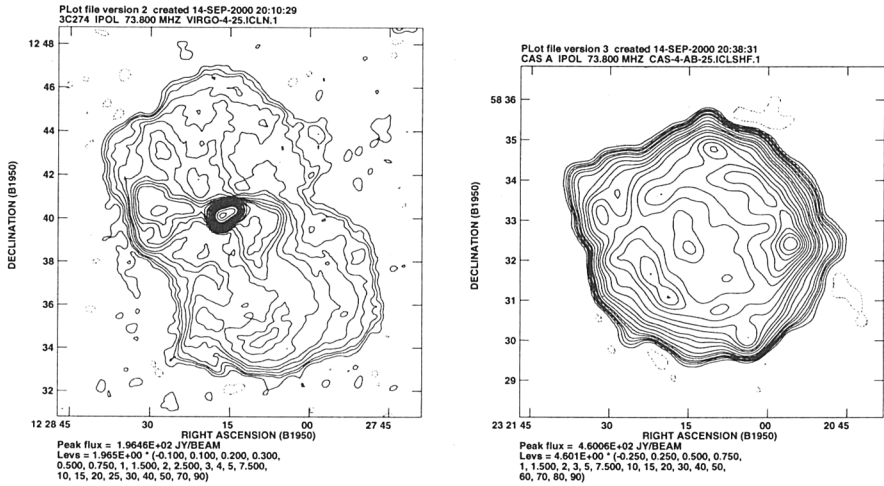 PLot file version 2 created 14-SEP-2000 20:10:29
3C274 IPOL 73.800 MHZ VIRGO-4-25.ICLN.1
12 48
46
44
42
40
38
36
34
32
DECLINATION (B1950)
12 28 45
30
15
00
27 45
RIGHT ASCENSION (B1950)
Peak flux = 1.9646E+02 JY/BEAM
Levs = 1.965E+00 * (-0.100, 0.100, 0.200, 0.300,
0.500, 0.750, 1, 1.500, 2, 2.500, 3, 4, 5, 7.500,
10, 15, 20, 25, 30, 40, 50, 70, 90)
PLot file version 3 created 14-SEP-2000 20:38:31
CAS A IPOL 73.800 MHZ CAS-4-AB-25.ICLSHF.1
58 36
35
34
33
32
31
30
29
DECLINATION (B1950)
23 21 45
30
15
00
20 45
RIGHT ASCENSION (B1950)
Peak flux = 4.6006E+02 JY/BEAM
Levs = 4.601E+00 * (-0.250, 0.250, 0.500, 0.750,
1, 1.500, 2, 3, 5, 7.500, 10, 15, 20, 30, 40, 50,
60, 70, 80, 90)